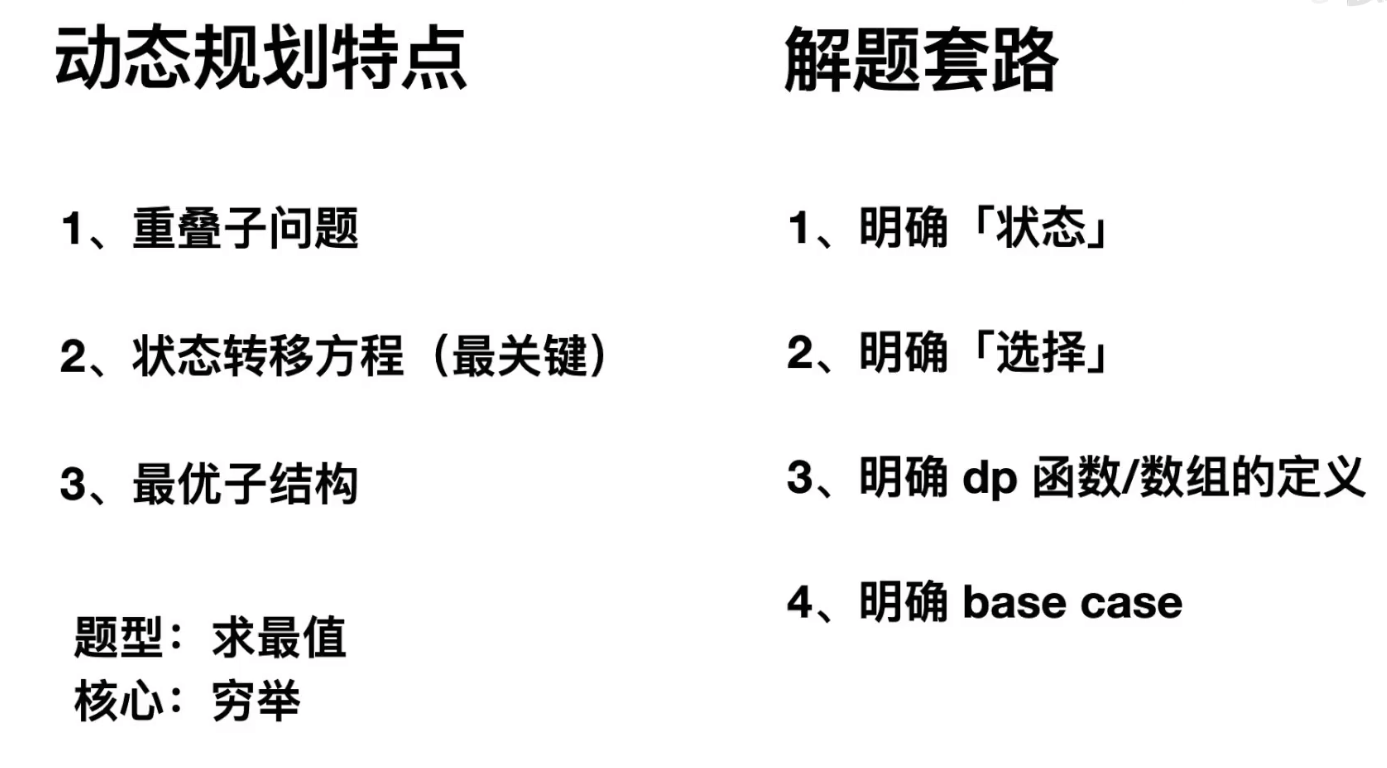 动态规划特点
1、重叠子问题
2、状态转移方程（最关键）
3、最优子结构
题型：求最值
核心：穷举
解题套路
1、明确「状态」
2、明确「选择」
3、明确 dp 函数/数组的定义
4、明确 base case